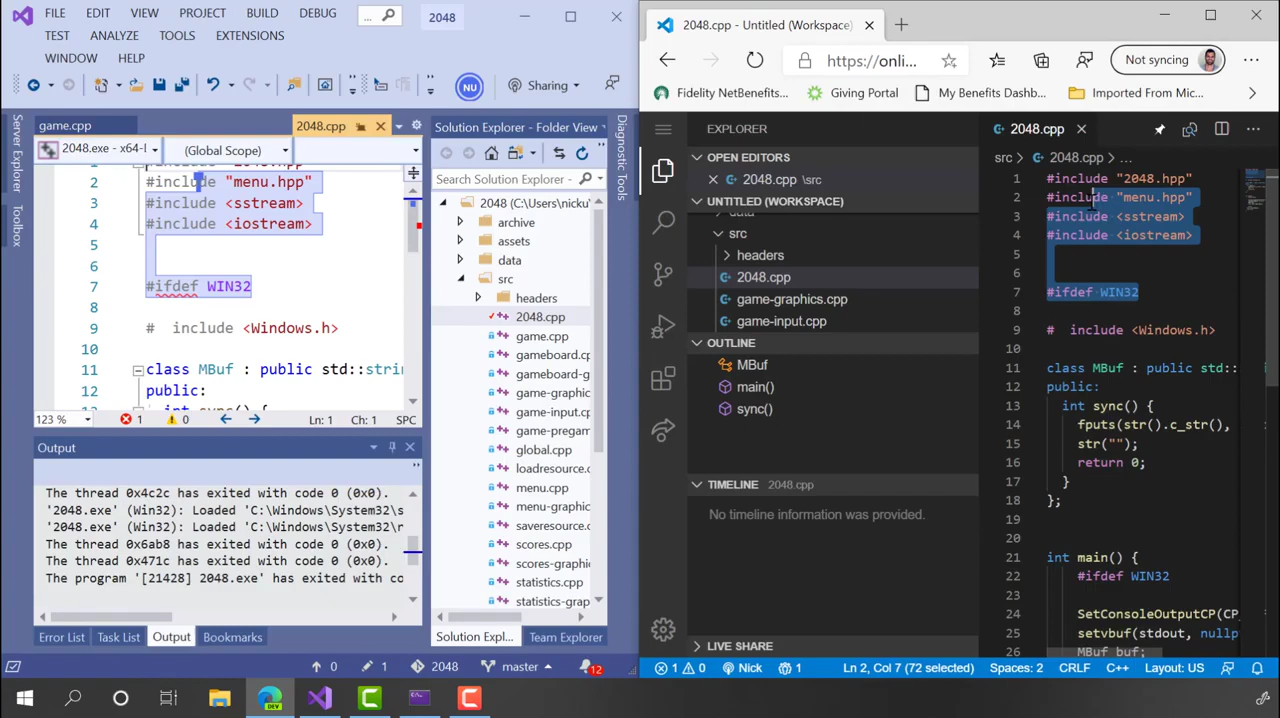 FILE EDIT VIEW PROJECT BUILD DEBUG ... 2048
TEST ANALYZE TOOLS EXTENSIONS
WINDOW HELP
NU Sharing
Server Explorer
Toolbox
game.cpp 2048.cpp
2048.exe - x64- (Global Scope)
2 #include "menu.hpp"
3 #include <sstream>
4 #include <iostream>
5
6
7 #ifdef WIN32
8
9 # include <Windows.h>
10
11 class MBuf : public std::stri
12 public:
13 int sync() {
123 % 1 0 Ln: 1 Ch: 1 SPC
Output
The thread 0x4c2c has exited with code 0 (0x0).
'2048.exe' (Win32): Loaded 'C:\Windows\System32\s
'2048.exe' (Win32): Loaded 'C:\Windows\System32\r
The thread 0x6ab8 has exited with code 0 (0x0).
The thread 0x471c has exited with code 0 (0x0).
The program '[21428] 2048.exe' has exited with co
Error List Task List Output Bookmarks
Solution Explorer - Folder View
Search Solution Explorer -
2048 (C:\Users\nicku
archive
assets
data
src
headers
2048.cpp
game.cpp
gameboard.cp
gameboard-g
game-graphic
game-input.c
game-pregam
global.cpp
loadresource.c
menu.cpp
menu-graphic
saveresource.c
scores.cpp
scores-graphi
statistics.cpp
statistics-grap
Solution Expl... Team Explorer
Diagnostic Tools
0 1 2048 master 12
2048.cpp - Untitled (Workspace)
https://onli... Not syncing
Fidelity NetBenefits... Giving Portal My Benefits Dashb... Imported From Mic...
EXPLORER
OPEN EDITORS
2048.cpp \src
UNTITLED (WORKSPACE)
data
src
headers
2048.cpp
game-graphics.cpp
game-input.cpp
OUTLINE
MBuf
main()
sync()
TIMELINE 2048.cpp
No timeline information was provided.
LIVE SHARE
2048.cpp
src > 2048.cpp > ...
1 #include "2048.hpp"
2 #include "menu.hpp"
3 #include <sstream>
4 #include <iostream>
5
6
7 #ifdef WIN32
8
9 # include <Windows.h>
10
11 class MBuf : public std::
12 public:
13 int sync() {
14 fputs(str().c_str(),
15 str("");
16 return 0;
17 }
18 };
19
20
21 int main() {
22 #ifdef WIN32
23
24 SetConsoleOutputCP(CP
25 setvbuf(stdout, nullp
26 MBuf buf;
1 0 Nick 1 Ln 2, Col 7 (72 selected) Spaces: 2 CRLF C++ Layout: US
DEV